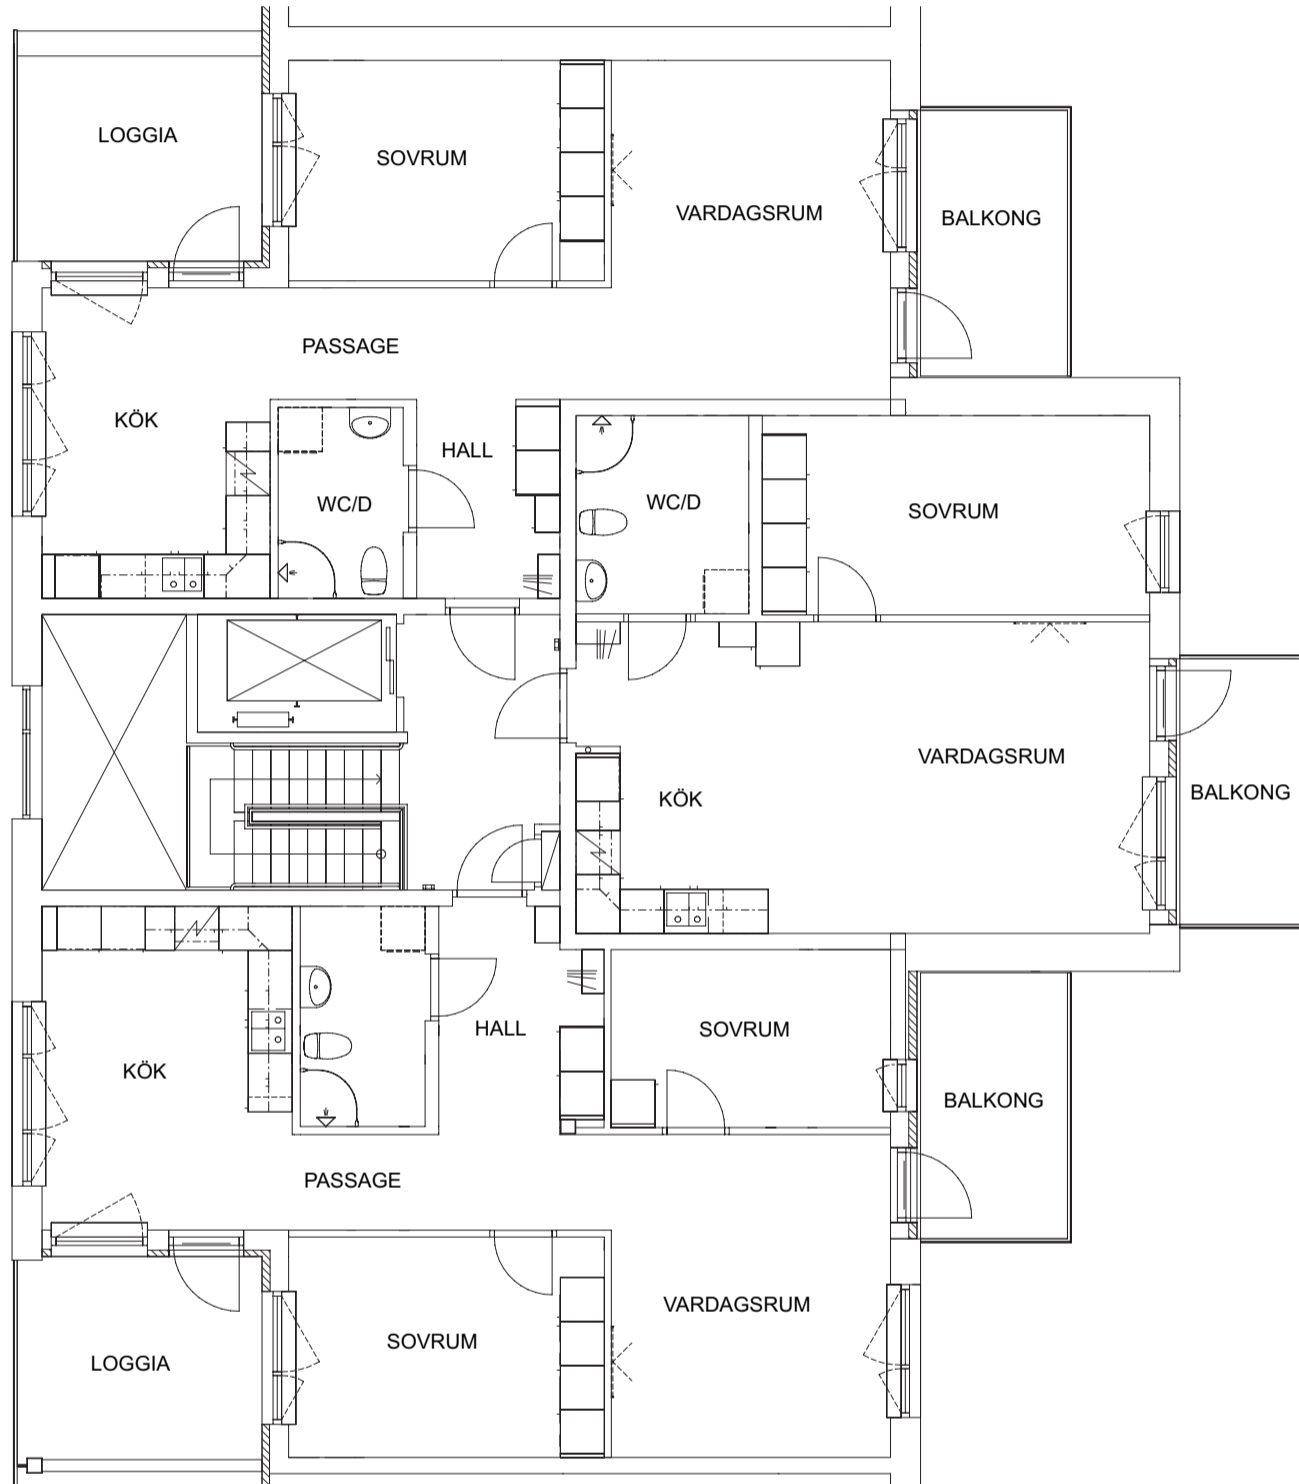 LOGGIA
SOVRUM
VARDAGSRUM
BALKONG
PASSAGE
KÖK
HALL
WC/D
WC/D
SOVRUM
VARDAGSRUM
KÖK
BALKONG
SOVRUM
HALL
KÖK
BALKONG
PASSAGE
VARDAGSRUM
SOVRUM
LOGGIA